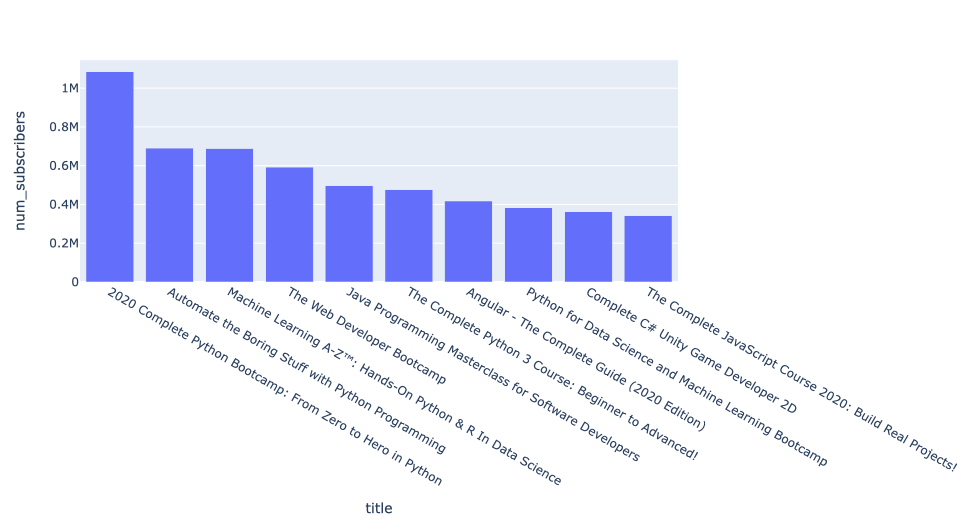 num_subscribers
1M
0.8M
0.6M
0.4M
0.2M
0
2020 Complete Python Bootcamp: From Zero to Hero in Python
Automate the Boring Stuff with Python Programming
Machine Learning A-Z™: Hands-On Python & R In Data Science
The Web Developer Bootcamp
Java Programming Masterclass for Software Developers
The Complete Python 3 Course: Beginner to Advanced!
Angular - The Complete Guide (2020 Edition)
Python for Data Science and Machine Learning Bootcamp
Complete C# Unity Game Developer 2D
The Complete JavaScript Course 2020: Build Real Projects!
title